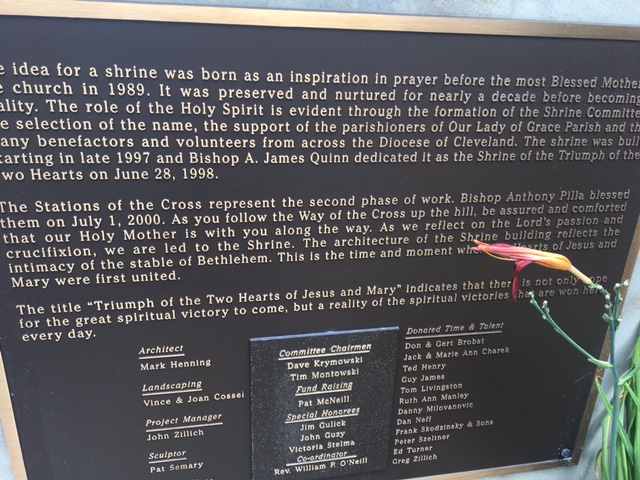 e idea for a shrine was born as an inspiration in prayer before the most Blessed Mother
e church in 1989. It was preserved and nurtured for nearly a decade before becoming
ality. The role of the Holy Spirit is evident through the formation of the Shrine Committe
e selection of the name, the support of the parishioners of Our Lady of Grace Parish and th
any benefactors and volunteers from across the Diocese of Cleveland. The shrine was buil
tarting in late 1997 and Bishop A. James Quinn dedicated it as the Shrine of the Triumph of the
wo Hearts on June 28, 1998.
The Stations of the Cross represent the second phase of work. Bishop Anthony Pilla blessed
them on July 1, 2000. As you follow the Way of the Cross up the hill, be assured and comforted
that our Holy Mother is with you along the way. As we reflect on the Lord's passion and
crucifixion, we are led to the Shrine. The architecture of the Shrine building reflects the
intimacy of the stable of Bethlehem. This is the time and moment Hearts of Jesus and
Mary were first united.
The title "Triumph of the Two Hearts of Jesus and Mary" indicates that there is not only hope
for the great spiritual victory to come, but a reality of the spiritual victories that are won here
every day.
Architect
Mark Henning
Landscaping
Vince & Joan Cossei
Project Manager
John Zillich
Sculptor
Pat Semary
Committee Chairmen
Dave Krymowski
Tim Montowski
Fund Raising
Pat McNeill
Special Honorees
Jim Gulick
John Guzy
Victoria Stelma
Co-ordinator
Rev. William P. O'Neill
Donated Time & Talent
Don & Gert Brobst
Jack & Marie Ann Charek
Ted Henry
Guy James
Tom Livingston
Ruth Ann Manley
Danny Milovanovic
Dan Neff
Frank Skodzinsky & Sons
Peter Szeltner
Ed Turner
Greg Zillich